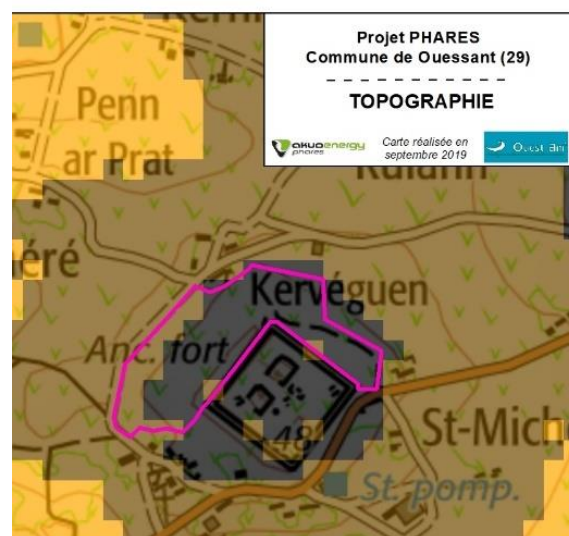 Projet PHARES
Commune de Ouessant (29)
TOPOGRAPHIE
akuoenergy
phares
Carte réalisée en
septembre 2019
Ouest Am
Penn
ar Prat
Kervéguen
Anc. fort
48
St-Mich
St. pomp.